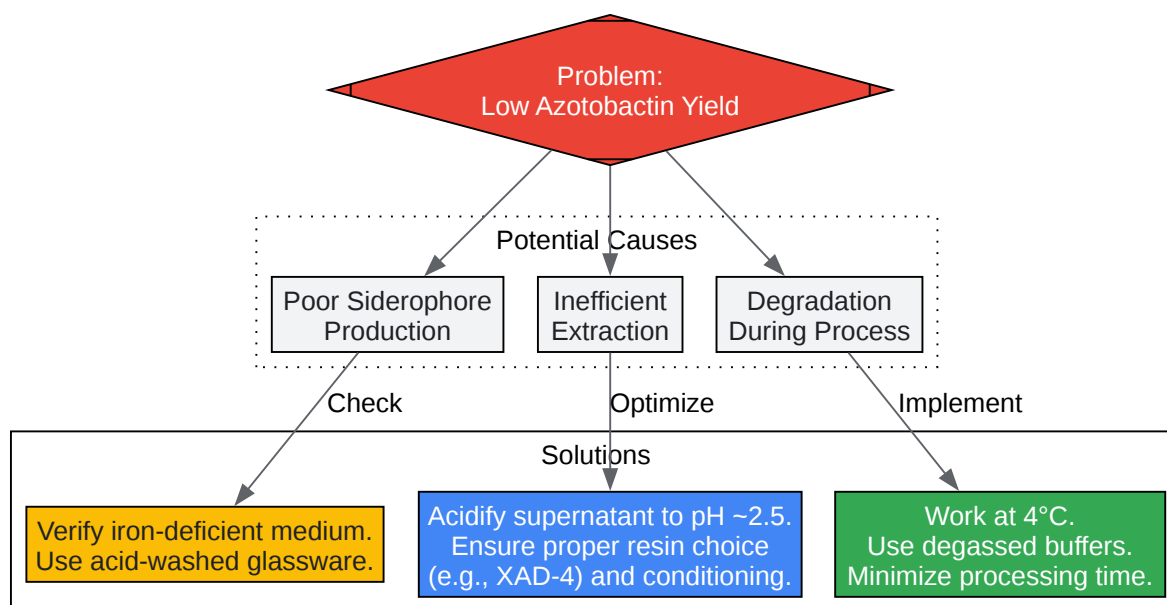 Problem:
Low Azotobactin Yield
Potential Causes
Poor Siderophore
Production
Inefficient
Extraction
Degradation
During Process
Check
Optimize
Implement
Solutions
Verify iron-deficient medium.
Use acid-washed glassware.
Acidify supernatant to pH ~2.5.
Ensure proper resin choice
(e.g., XAD-4) and conditioning.
Work at 4°C.
Use degassed buffers.
Minimize processing time.